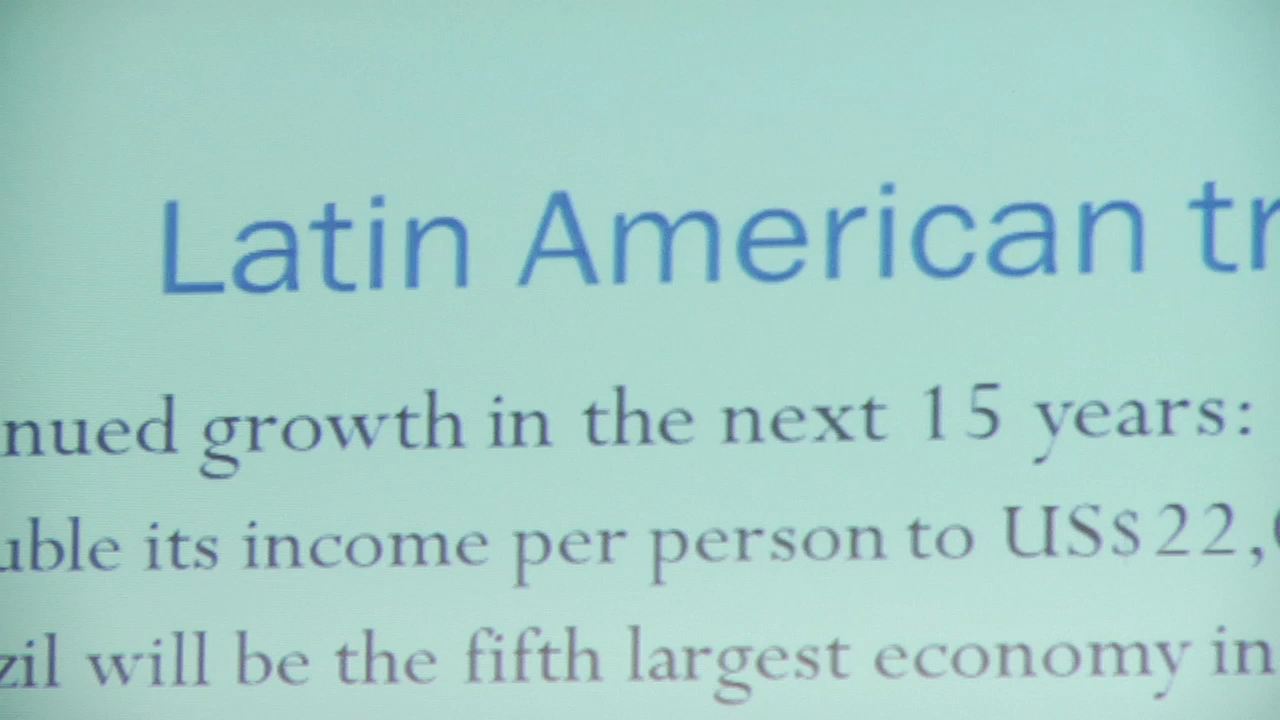 Latin American tr
nued growth in the next 15 years:
uble its income per person to US$22,
zil will be the fifth largest economy in